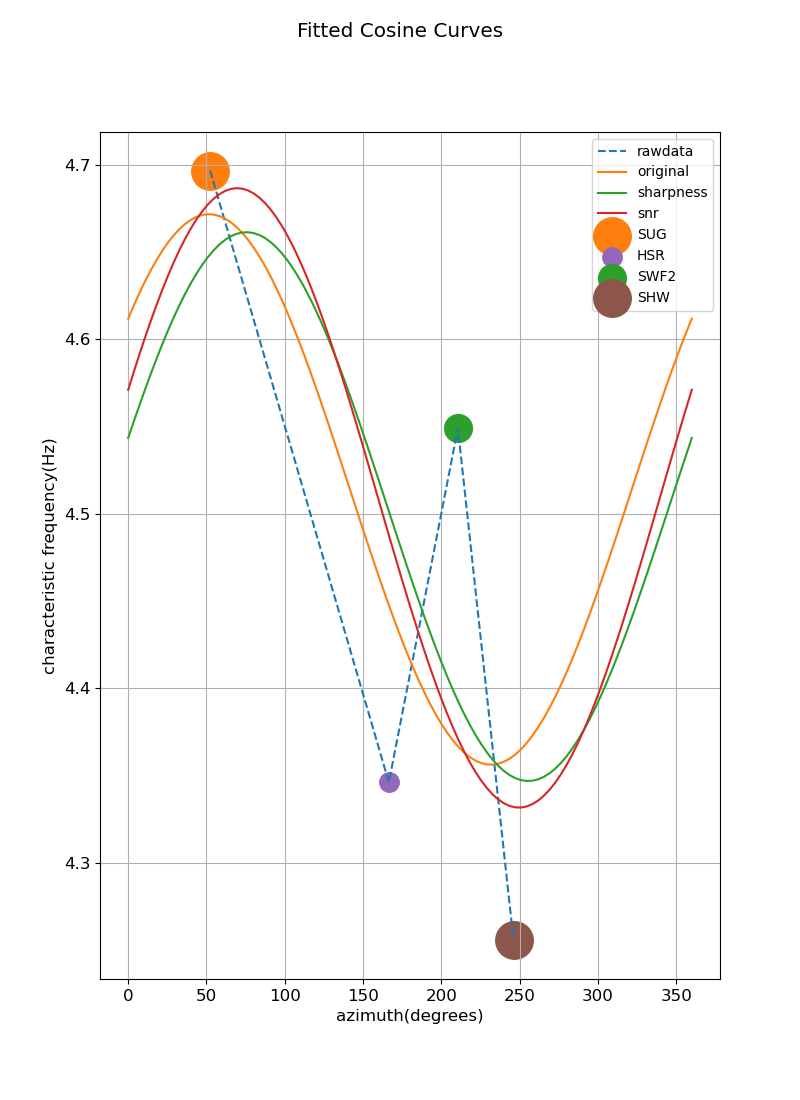 Fitted Cosine Curves
4.7
4.6
4.5
4.4
4.3
characteristic frequency(Hz)
rawdata
original
sharpness
snr
SUG
HSR
SWF2
SHW
0 50 100 150 200 250 300 350
azimuth(degrees)